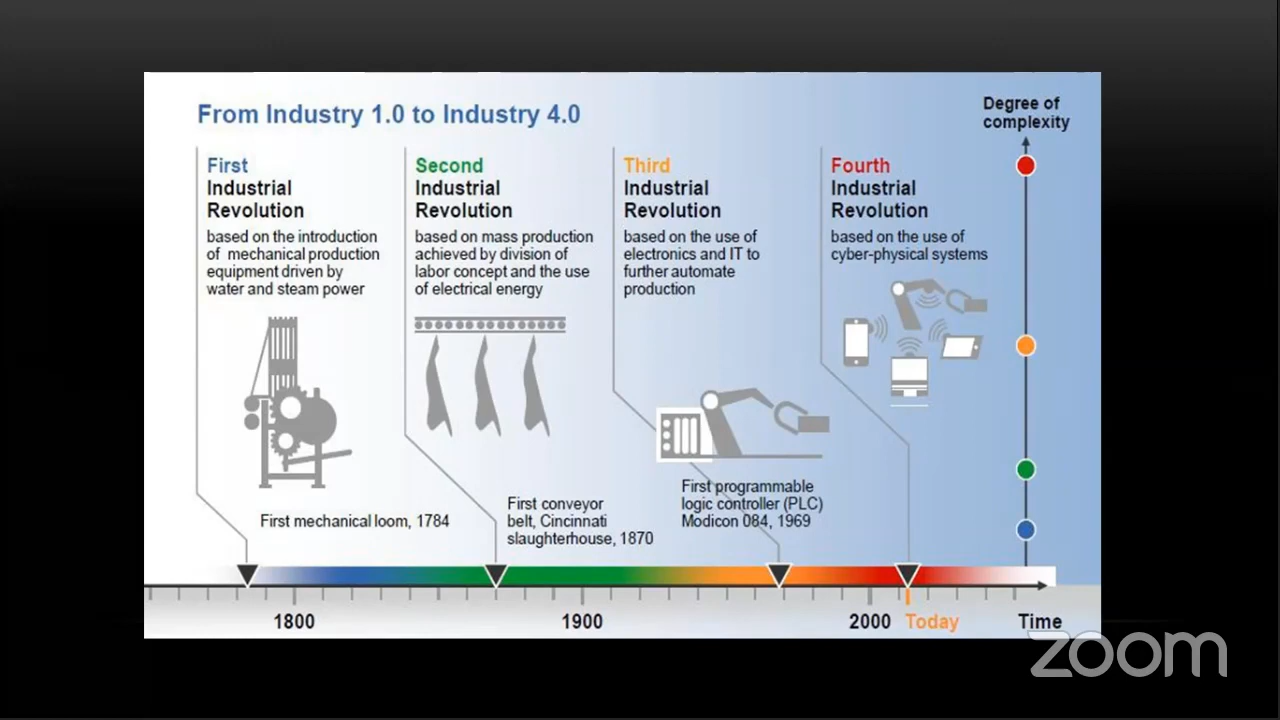 From Industry 1.0 to Industry 4.0
Degree of
complexity
First
Industrial
Revolution
based on the introduction
of mechanical production
equipment driven by
water and steam power
Second
Industrial
Revolution
based on mass production
achieved by division of
labor concept and the use
of electrical energy
Third
Industrial
Revolution
based on the use of
electronics and IT to
further automate
production
Fourth
Industrial
Revolution
based on the use of
cyber-physical systems
First mechanical loom, 1784
First conveyor
belt, Cincinnati
slaughterhouse, 1870
First programmable
logic controller (PLC)
Modicon 084, 1969
1800
1900
2000
Today
Time
zoom